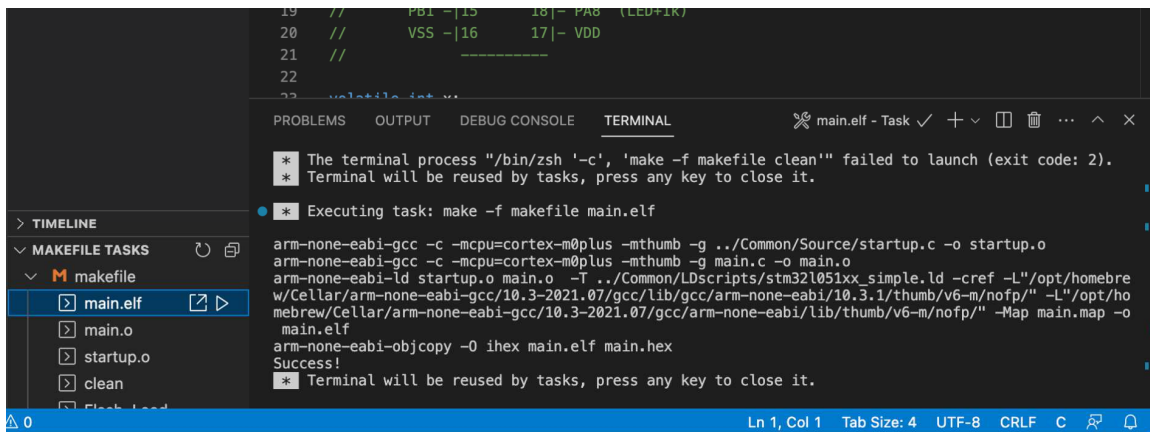 19 // PB1 -|15 18|- PA8 (LED+1k)
20 // VSS -|16 17|- VDD
21 // ----------
22
23 volatile int x;
PROBLEMS OUTPUT DEBUG CONSOLE TERMINAL main.elf - Task
* The terminal process "/bin/zsh '-c', 'make -f makefile clean'" failed to launch (exit code: 2).
* Terminal will be reused by tasks, press any key to close it.
* Executing task: make -f makefile main.elf
arm-none-eabi-gcc -c -mcpu=cortex-m0plus -mthumb -g ../Common/Source/startup.c -o startup.o
arm-none-eabi-gcc -c -mcpu=cortex-m0plus -mthumb -g main.c -o main.o
arm-none-eabi-ld startup.o main.o -T ../Common/LDscripts/stm32l051xx_simple.ld -cref -L"/opt/homebre
w/Cellar/arm-none-eabi-gcc/10.3-2021.07/gcc/lib/gcc/arm-none-eabi/10.3.1/thumb/v6-m/nofp/" -L"/opt/ho
mebrew/Cellar/arm-none-eabi-gcc/10.3-2021.07/gcc/arm-none-eabi/lib/thumb/v6-m/nofp/" -Map main.map -o
main.elf
arm-none-eabi-objcopy -O ihex main.elf main.hex
Success!
* Terminal will be reused by tasks, press any key to close it.
TIMELINE
MAKEFILE TASKS
M makefile
main.elf
main.o
startup.o
clean
Flash_Load
0
Ln 1, Col 1 Tab Size: 4 UTF-8 CRLF C